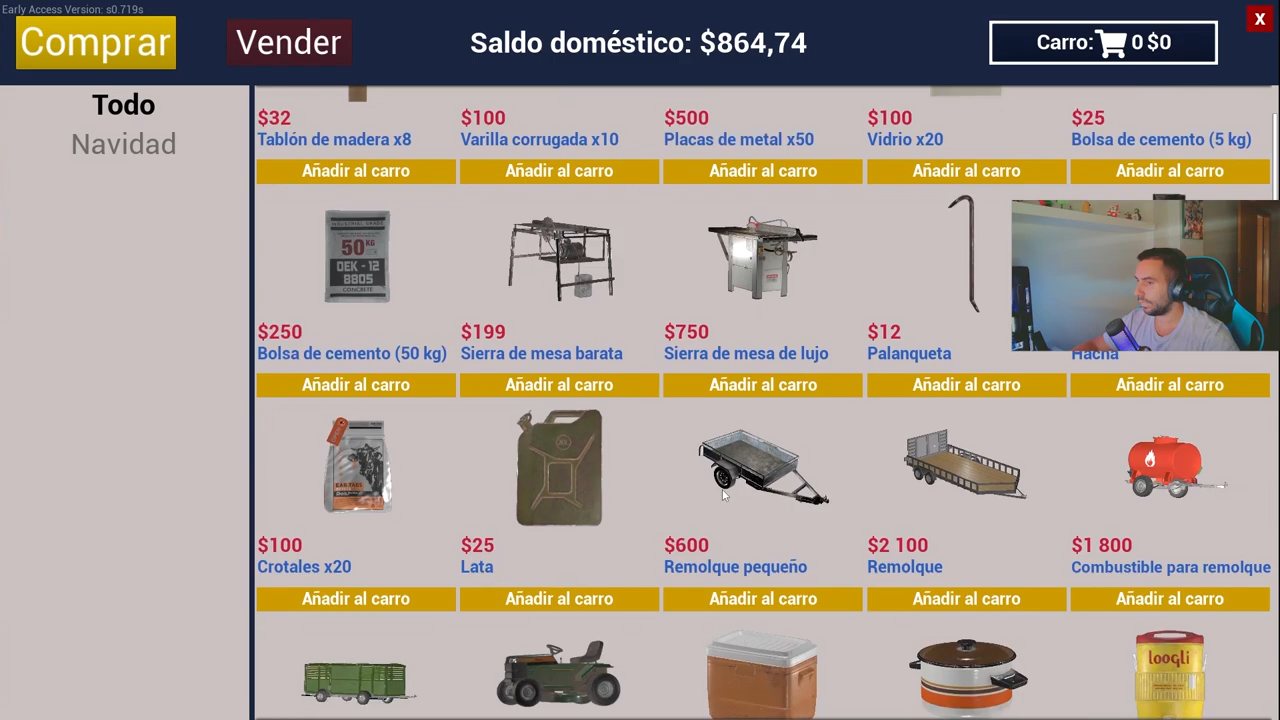 Early Access Version: s0.719s
Comprar
Vender
Saldo doméstico: $864,74
Carro: 0 $0
X
Todo
Navidad
$32
$100
$500
$100
$25
Tablón de madera x8
Varilla corrugada x10
Placas de metal x50
Vidrio x20
Bolsa de cemento (5 kg)
Añadir al carro
Añadir al carro
Añadir al carro
Añadir al carro
Añadir al carro
INDUSTRIAL GRADE
50 KG
DEK - 12
8805
CONCRETE
$250
$199
$750
$12
Bolsa de cemento (50 kg)
Sierra de mesa barata
Sierra de mesa de lujo
Palanqueta
Hacha
Añadir al carro
Añadir al carro
Añadir al carro
Añadir al carro
Añadir al carro
EAR TAGS
$100
$25
$600
$2 100
$1 800
Crotales x20
Lata
Remolque pequeño
Remolque
Combustible para remolque
Añadir al carro
Añadir al carro
Añadir al carro
Añadir al carro
Añadir al carro
loogli